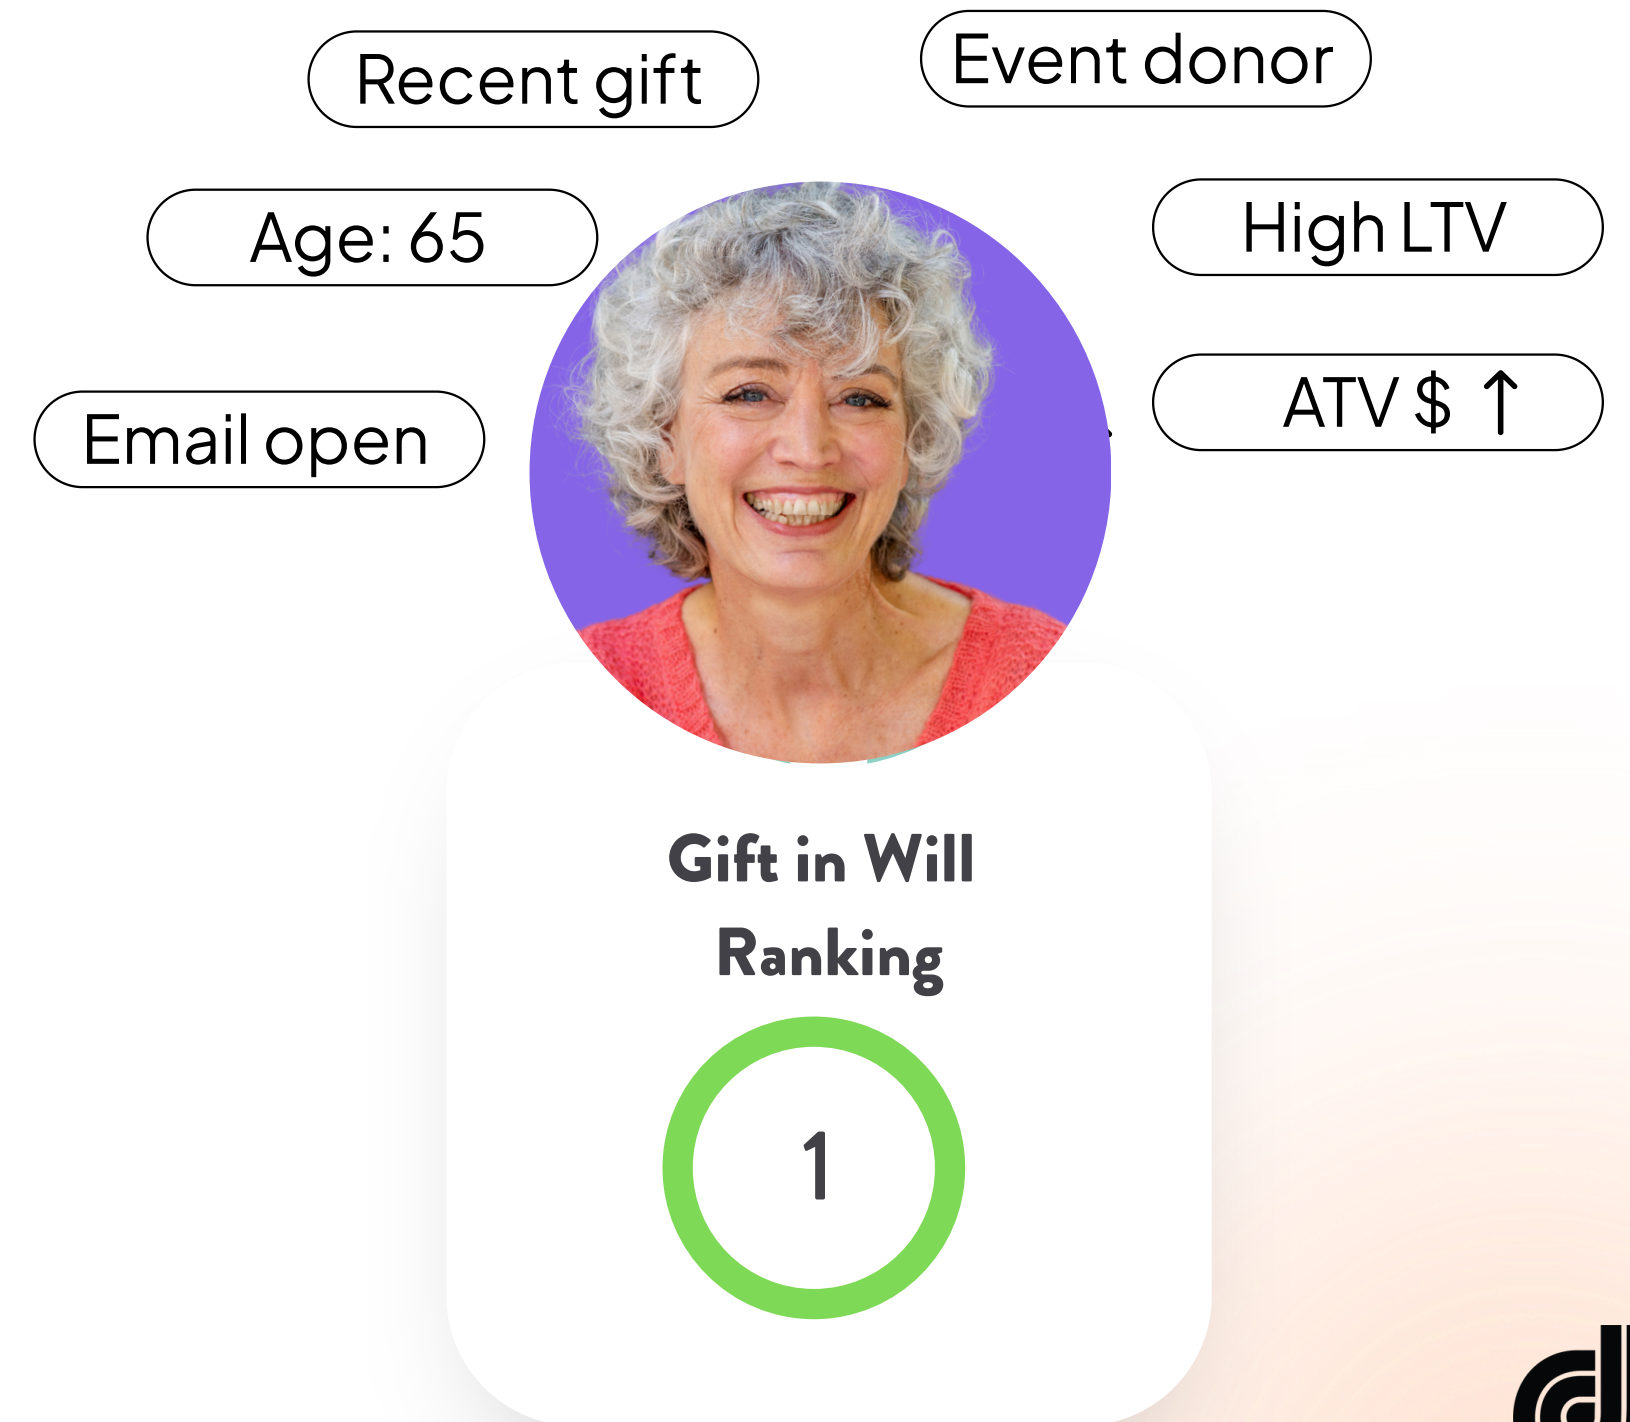 Recent gift
Event donor
Age: 65
High LTV
Email open
ATV $ ↑
Gift in Will
Ranking
1